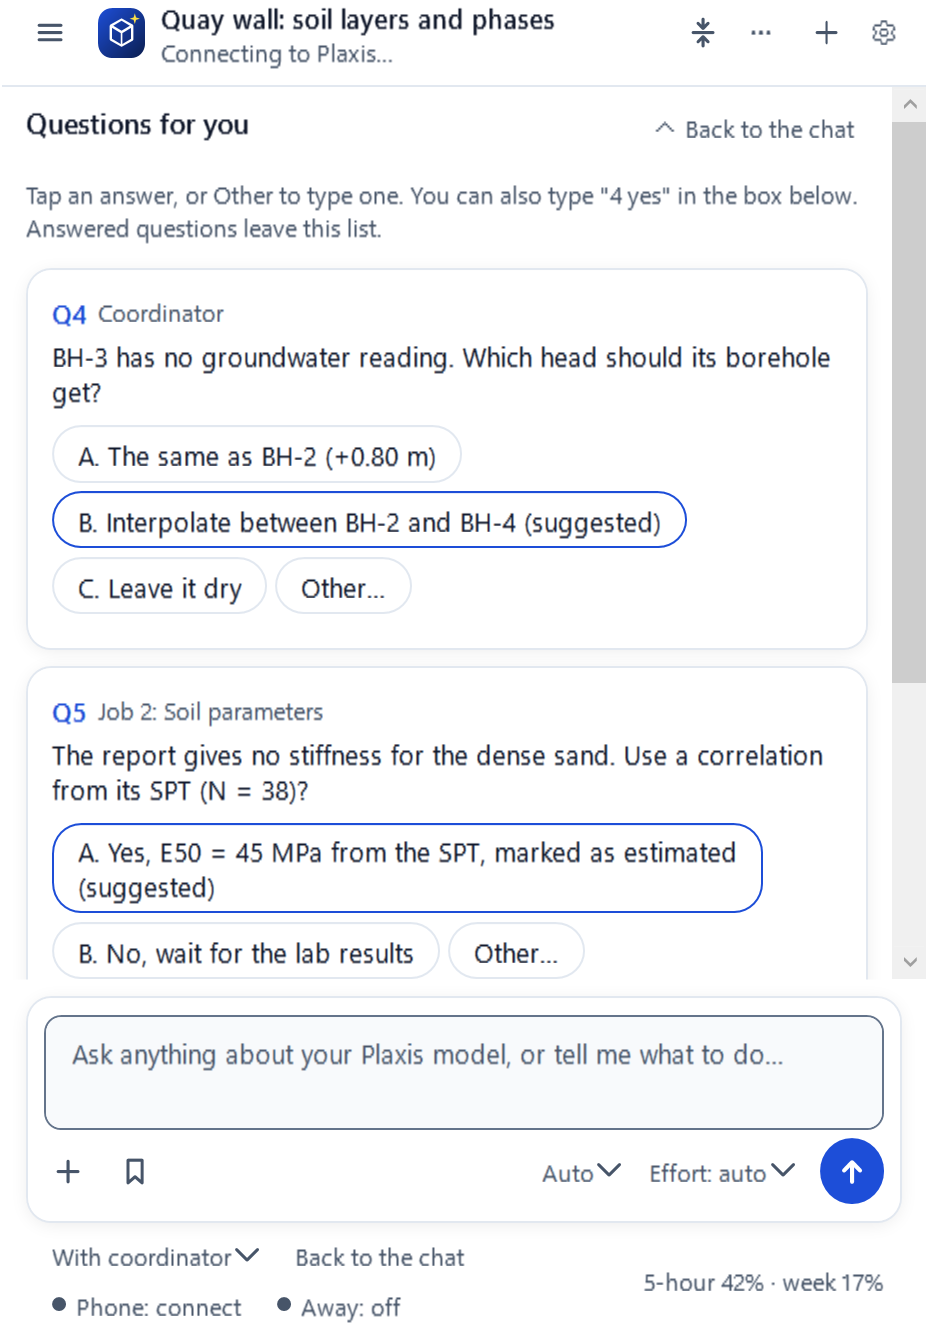 Quay wall: soil layers and phases
Connecting to Plaxis...
Questions for you
Back to the chat
Tap an answer, or Other to type one. You can also type "4 yes" in the box below.
Answered questions leave this list.
Q4 Coordinator
BH-3 has no groundwater reading. Which head should its borehole
get?
A. The same as BH-2 (+0.80 m)
B. Interpolate between BH-2 and BH-4 (suggested)
C. Leave it dry
Other...
Q5 Job 2: Soil parameters
The report gives no stiffness for the dense sand. Use a correlation
from its SPT (N = 38)?
A. Yes, E50 = 45 MPa from the SPT, marked as estimated
(suggested)
B. No, wait for the lab results
Other...
Ask anything about your Plaxis model, or tell me what to do...
Auto
Effort: auto
With coordinator
Back to the chat
5-hour 42% · week 17%
Phone: connect
Away: off